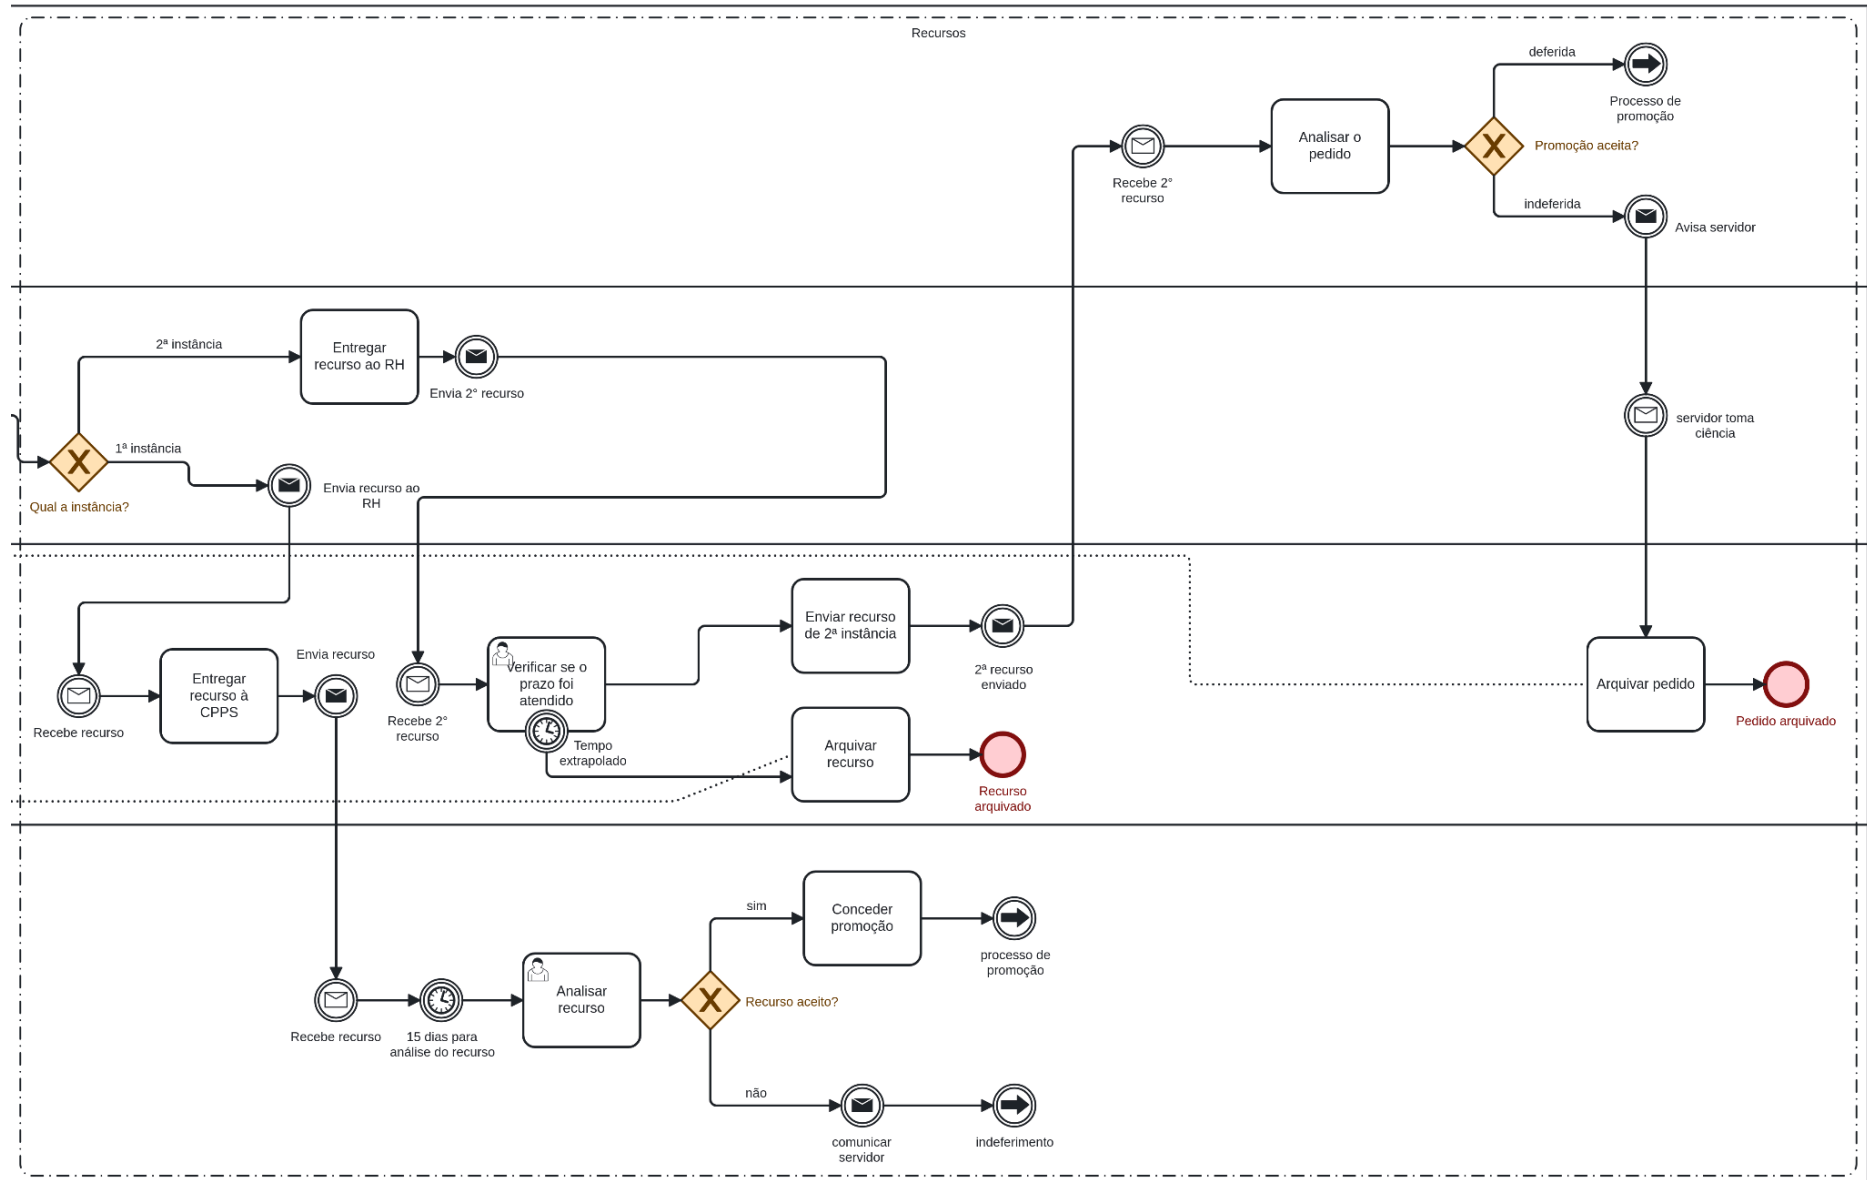 Recursos
deferida
Processo de
promoção
Analisar o
pedido
Promoção aceita?
Recebe 2°
recurso
indeferida
Avisa servidor
2ª instância
Entregar
recurso ao RH
Envia 2° recurso
1ª instância
Envia recurso ao
RH
Qual a instância?
servidor toma
ciência
Enviar recurso
de 2ª instância
2ª recurso
enviado
Envia recurso
Entregar
recurso à
CPPS
Recebe recurso
Verificar se o
prazo foi
atendido
Recebe 2°
recurso
Tempo
extrapolado
Arquivar
recurso
Recurso
arquivado
Arquivar pedido
Pedido arquivado
sim
Conceder
promoção
processo de
promoção
Analisar
recurso
Recurso aceito?
Recebe recurso
15 dias para
análise do recurso
não
comunicar
servidor
indeferimento